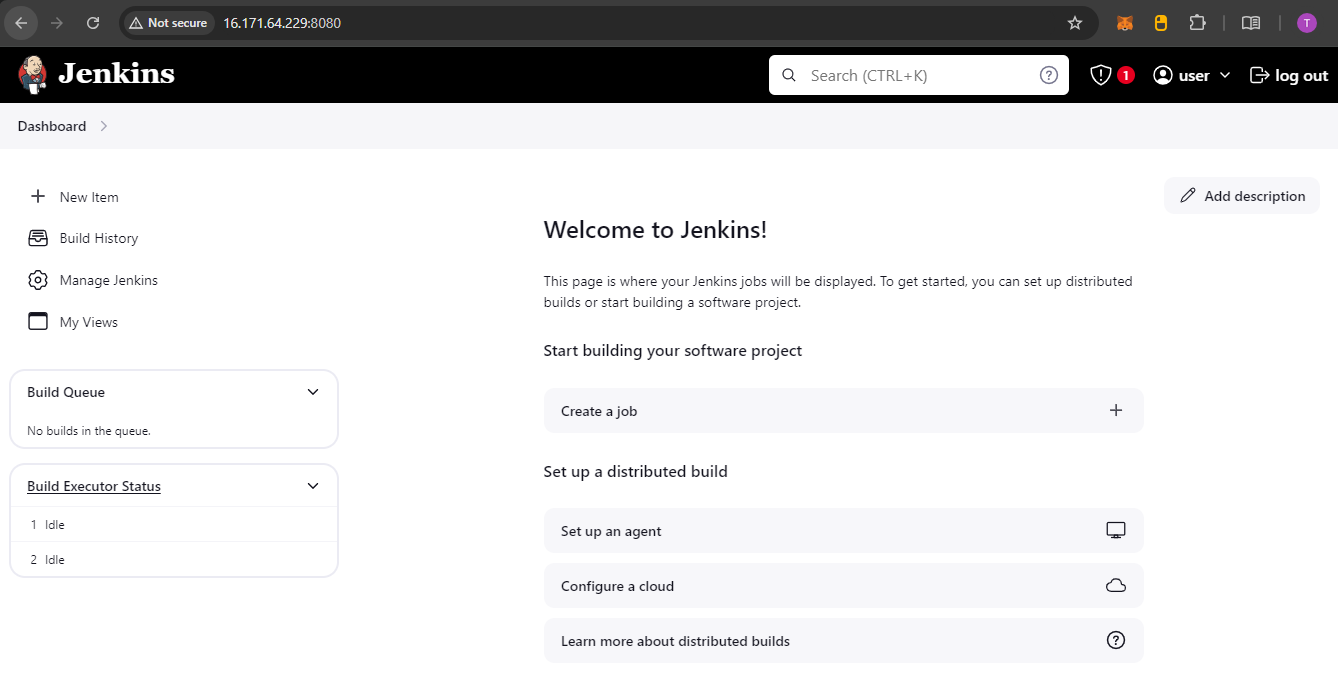 Not secure 16.171.64.229:8080 T
Jenkins Search (CTRL+K) 1 user log out
Dashboard
New Item
Build History
Manage Jenkins
My Views
Build Queue
No builds in the queue.
Build Executor Status
1 Idle
2 Idle
Add description
Welcome to Jenkins!
This page is where your Jenkins jobs will be displayed. To get started, you can set up distributed
builds or start building a software project.
Start building your software project
Create a job
Set up a distributed build
Set up an agent
Configure a cloud
Learn more about distributed builds